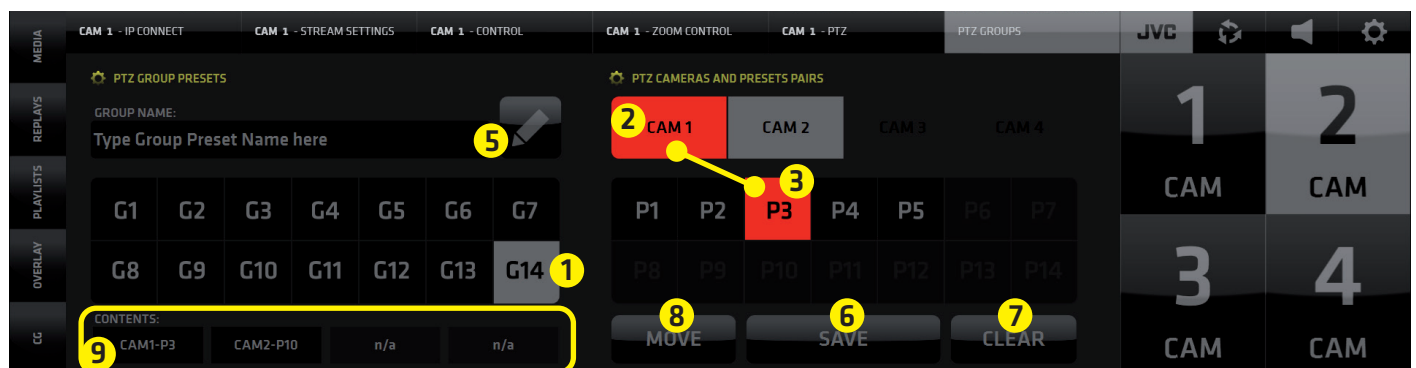 MEDIA
REPLAYS
PLAYLISTS
OVERLAY
CG
CAM 1 - IP CONNECT
CAM 1 - STREAM SETTINGS
CAM 1 - CONTROL
CAM 1 - ZOOM CONTROL
CAM 1 - PTZ
PTZ GROUPS
JVC
PTZ GROUP PRESETS
GROUP NAME:
Type Group Preset Name here
5
G1 G2 G3 G4 G5 G6 G7
G8 G9 G10 G11 G12 G13 G14 1
CONTENTS:
9 CAM1-P3 CAM2-P10 n/a n/a
PTZ CAMERAS AND PRESETS PAIRS
2 CAM 1 CAM 2 CAM 3 CAM 4
3
P1 P2 P3 P4 P5 P6 P7
P8 P9 P10 P11 P12 P13 P14
8 6 7
MOVE SAVE CLEAR
1 CAM
2 CAM
3 CAM
4 CAM